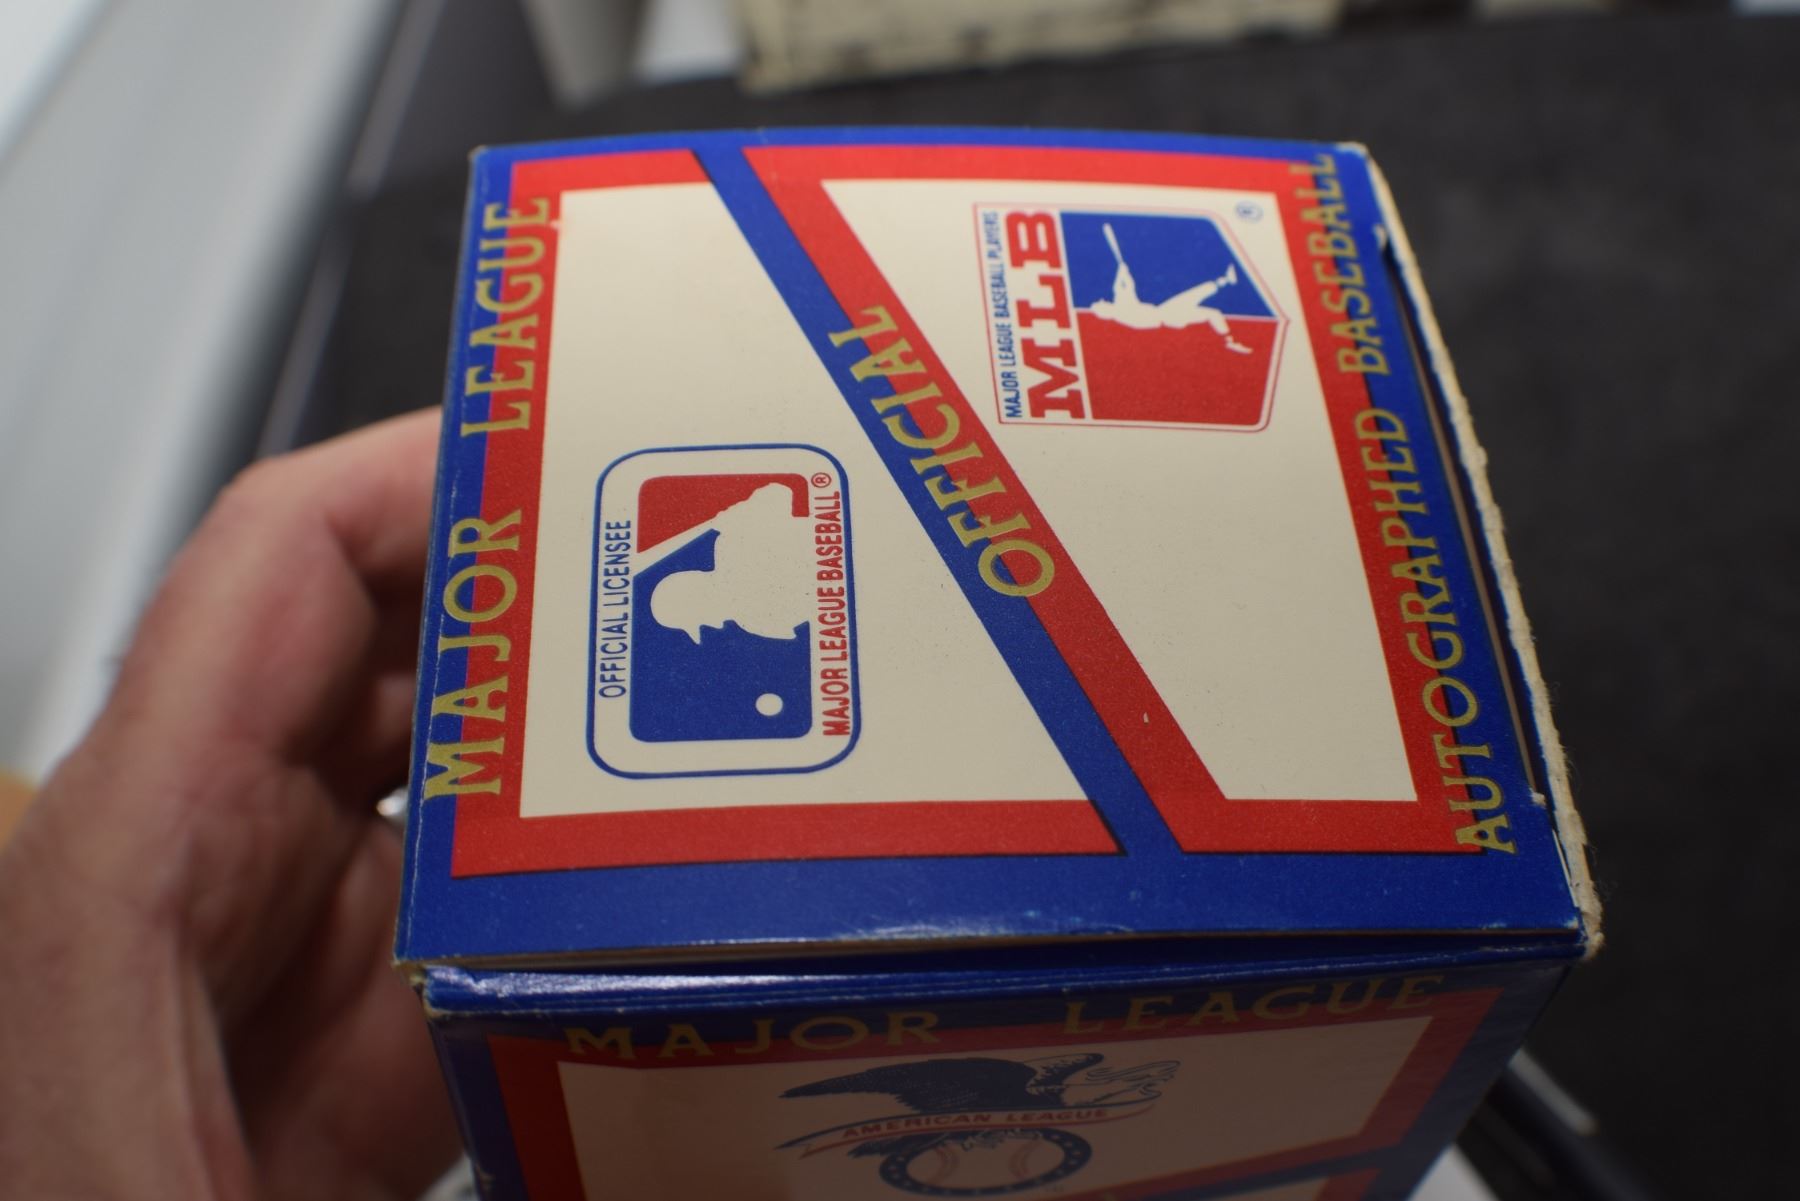 MAJOR LEAGUE
OFFICIAL LICENSEE
MAJOR LEAGUE BASEBALL®
OFFICIAL
MAJOR LEAGUE BASEBALL PLAYERS
MLB
®
AUTOGRAPHED BASEBALL
MAJOR LEAGUE
AMERICAN LEAGUE